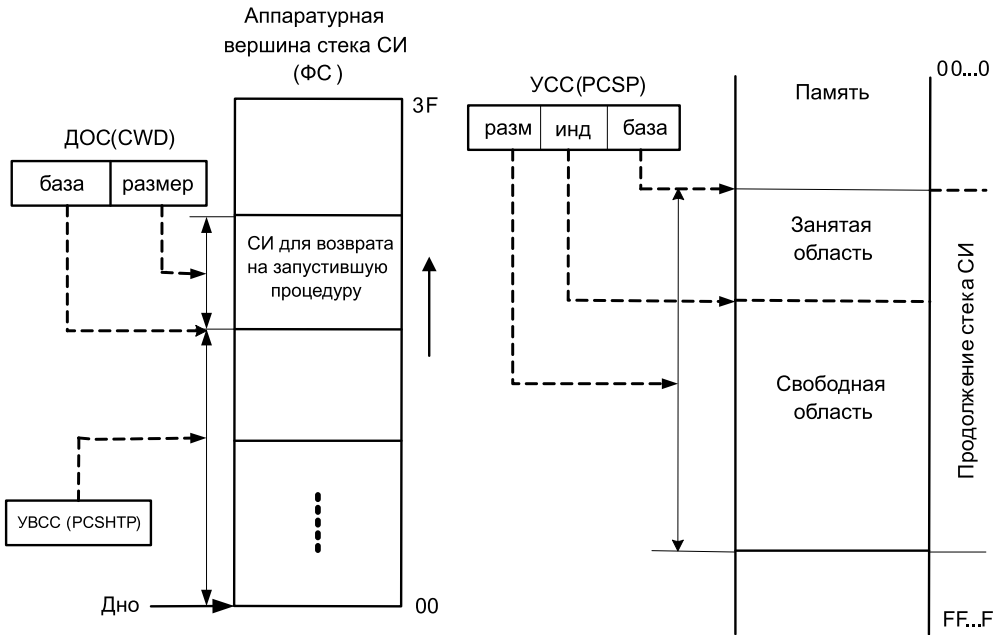 Аппаратурная
вершина стека СИ
(ФС)
3F
ДОС(CWD)
база размер
СИ для возврата
на запустившую
процедуру
УВСС (PCSHTP)
Дно
00
УСС(PCSP)
разм инд база
Память
00...0
Занятая
область
Свободная
область
Продолжение стека СИ
FF...F